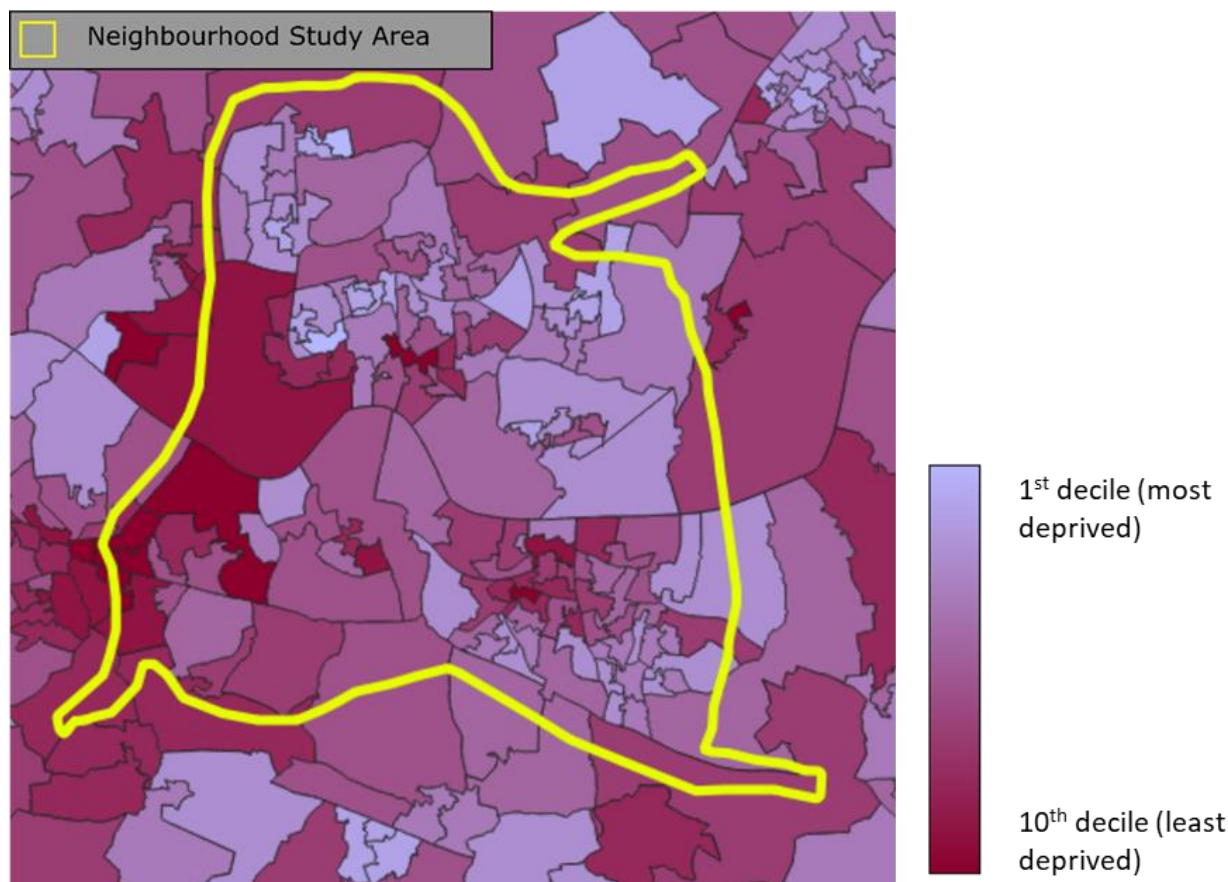 Neighbourhood Study Area
1st decile (most
deprived)
10th decile (least
deprived)